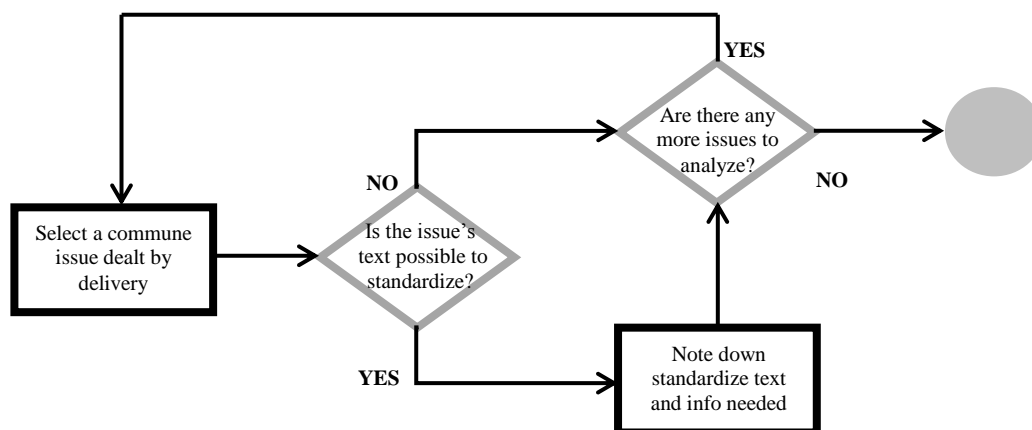 YES
Are there any
more issues to
analyze?
NO
NO
Select a commune
issue dealt by
delivery
Is the issue's
text possible to
standardize?
YES
Note down
standardize text
and info needed